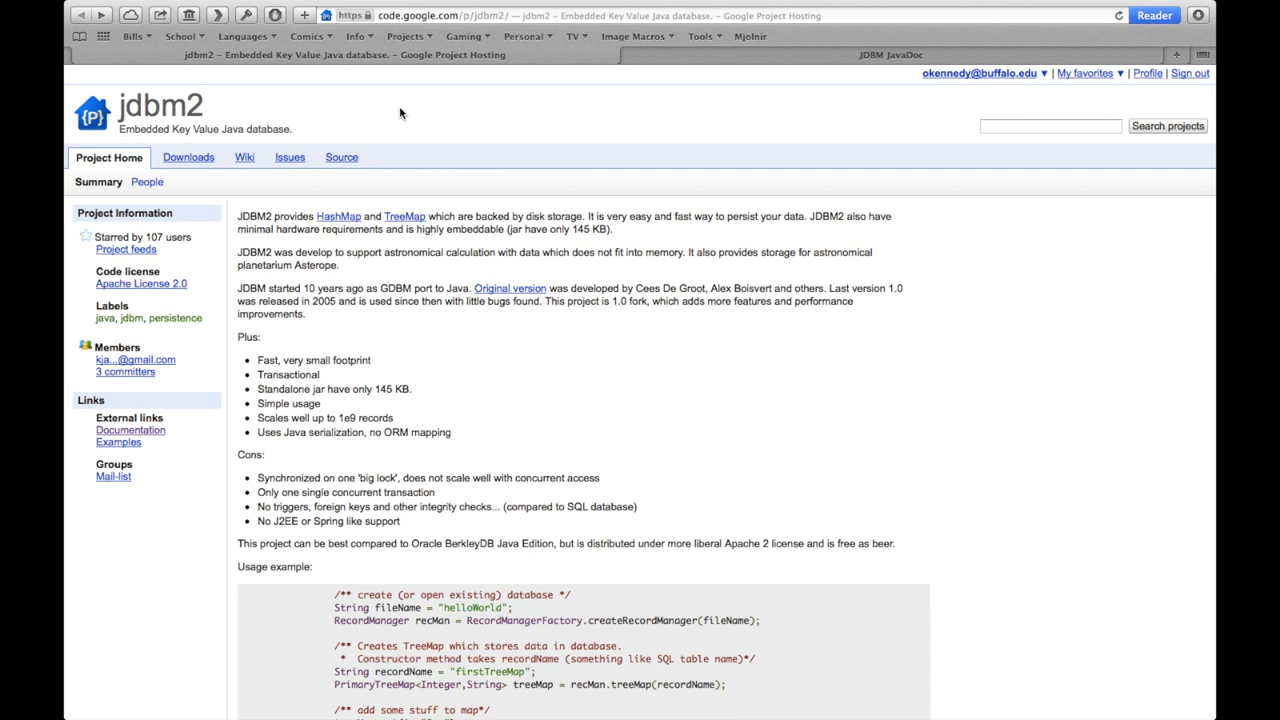 https code.google.com/p/jdbm2/ — jdbm2 – Embedded Key Value Java database. – Google Project Hosting Reader
Bills School Languages Comics Info Projects Gaming Personal TV Image Macros Tools Mjolnir
jdbm2 – Embedded Key Value Java database. – Google Project Hosting JDBM JavaDoc
okennedy@buffalo.edu ▼ | My favorites ▼ | Profile | Sign out
{P}
jdbm2
Embedded Key Value Java database.
Search projects
Project Home Downloads Wiki Issues Source
Summary People
Project Information
Starred by 107 users
Project feeds
Code license
Apache License 2.0
Labels
java, jdbm, persistence
Members
kja...@gmail.com
3 committers
Links
External links
Documentation
Examples
Groups
Mail-list
JDBM2 provides HashMap and TreeMap which are backed by disk storage. It is very easy and fast way to persist your data. JDBM2 also have
minimal hardware requirements and is highly embeddable (jar have only 145 KB).
JDBM2 was develop to support astronomical calculation with data which does not fit into memory. It also provides storage for astronomical
planetarium Asterope.
JDBM started 10 years ago as GDBM port to Java. Original version was developed by Cees De Groot, Alex Boisvert and others. Last version 1.0
was released in 2005 and is used since then with little bugs found. This project is 1.0 fork, which adds more features and performance
improvements.
Plus:
• Fast, very small footprint
• Transactional
• Standalone jar have only 145 KB.
• Simple usage
• Scales well up to 1e9 records
• Uses Java serialization, no ORM mapping
Cons:
• Synchronized on one 'big lock', does not scale well with concurrent access
• Only one single concurrent transaction
• No triggers, foreign keys and other integrity checks... (compared to SQL database)
• No J2EE or Spring like support
This project can be best compared to Oracle BerkleyDB Java Edition, but is distributed under more liberal Apache 2 license and is free as beer.
Usage example:
/** create (or open existing) database */
String fileName = "helloWorld";
RecordManager recMan = RecordManagerFactory.createRecordManager(fileName);
/** Creates TreeMap which stores data in database.
* Constructor method takes recordName (something like SQL table name)*/
String recordName = "firstTreeMap";
PrimaryTreeMap<Integer,String> treeMap = recMan.treeMap(recordName);
/** add some stuff to map*/